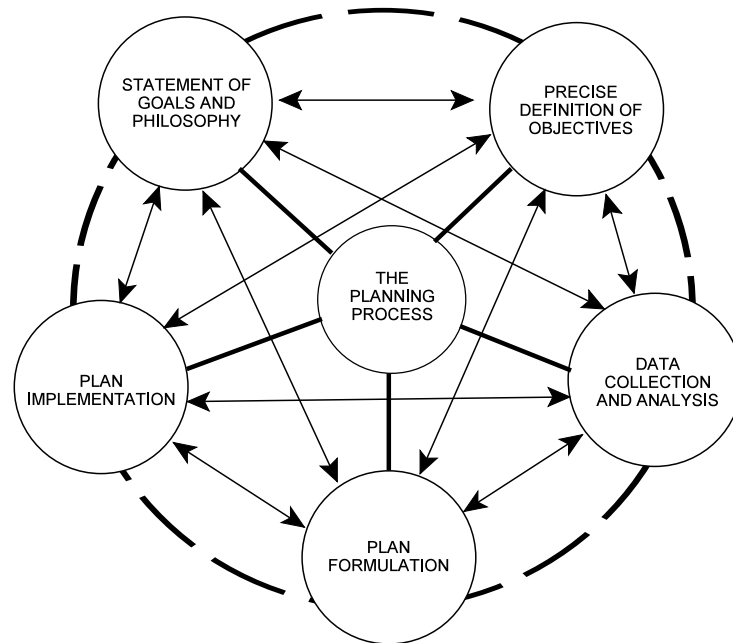 STATEMENT OF
GOALS AND
PHILOSOPHY
PRECISE
DEFINITION OF
OBJECTIVES
THE
PLANNING
PROCESS
PLAN
IMPLEMENTATION
DATA
COLLECTION
AND ANALYSIS
PLAN
FORMULATION